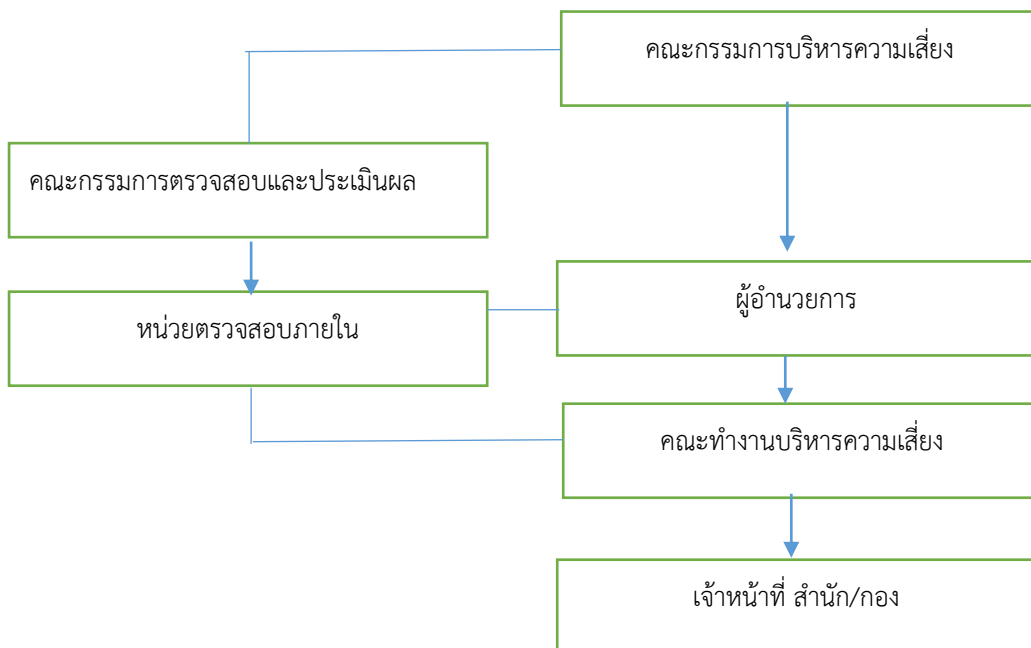 คณะกรรมการบริหารความเสี่ยง
คณะกรรมการตรวจสอบและประเมินผล
ผู้อำนวยการ
หน่วยตรวจสอบภายใน
คณะทำงานบริหารความเสี่ยง
เจ้าหน้าที่ สำนัก/กอง